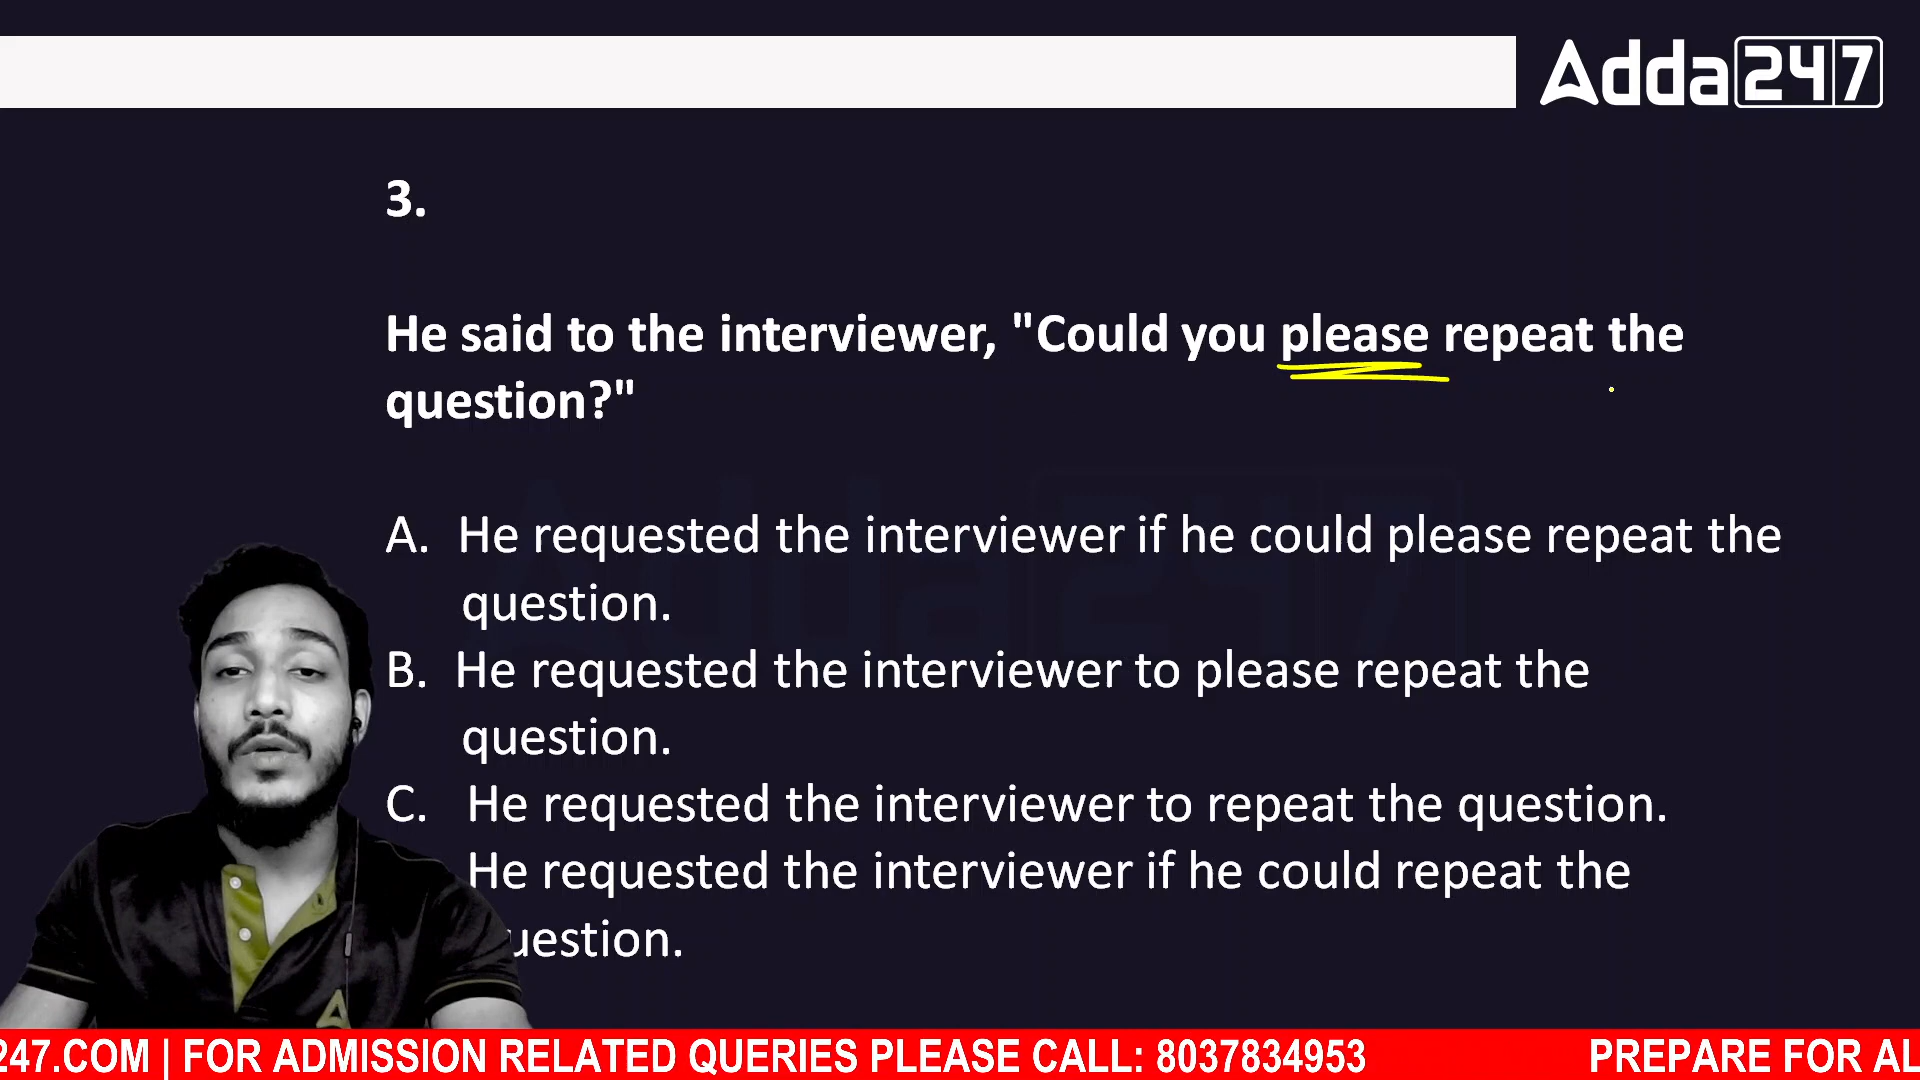 Adda247
3.
He said to the interviewer, "Could you please repeat the
question?"
A. He requested the interviewer if he could please repeat the
question.
B. He requested the interviewer to please repeat the
question.
C. He requested the interviewer to repeat the question.
He requested the interviewer if he could repeat the
uestion.
247.COM | FOR ADMISSION RELATED QUERIES PLEASE CALL: 8037834953 PREPARE FOR AL